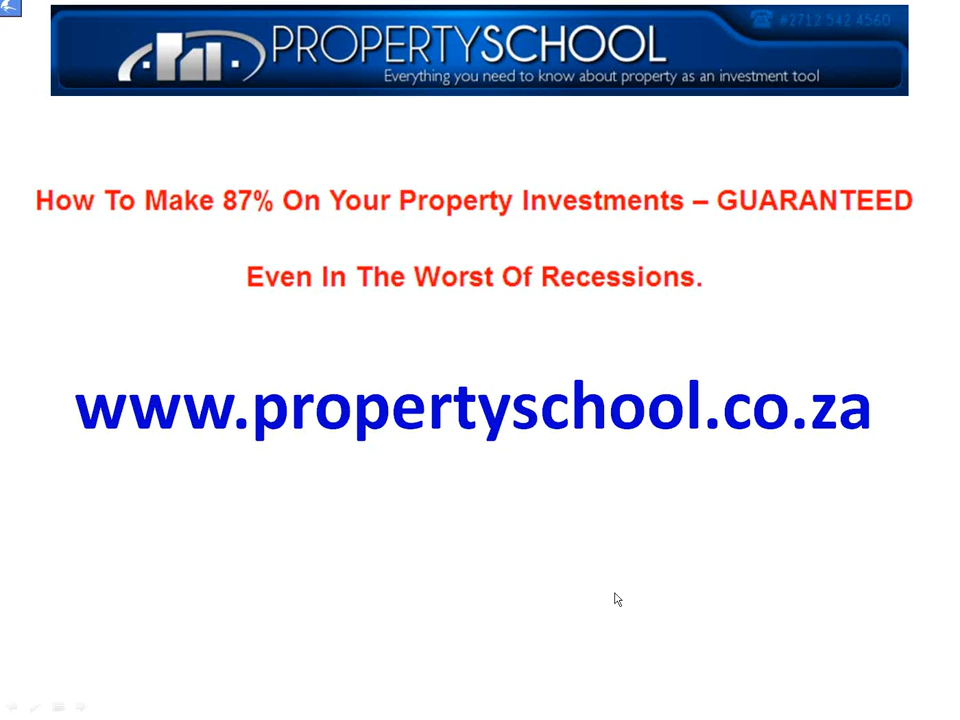 #2712 542 4560
PROPERTYSCHOOL
Everything you need to know about property as an investment tool
How To Make 87% On Your Property Investments – GUARANTEED
Even In The Worst Of Recessions.
www.propertyschool.co.za